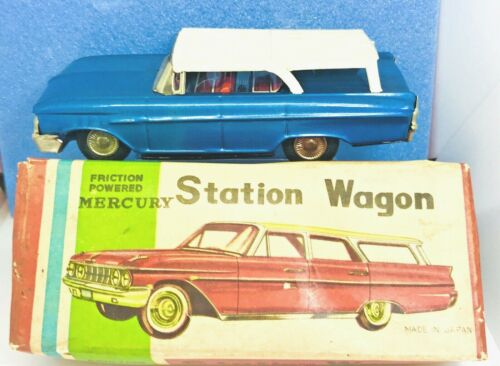 FRICTION
POWERED
MERCURY Station Wagon
MADE IN JAPAN